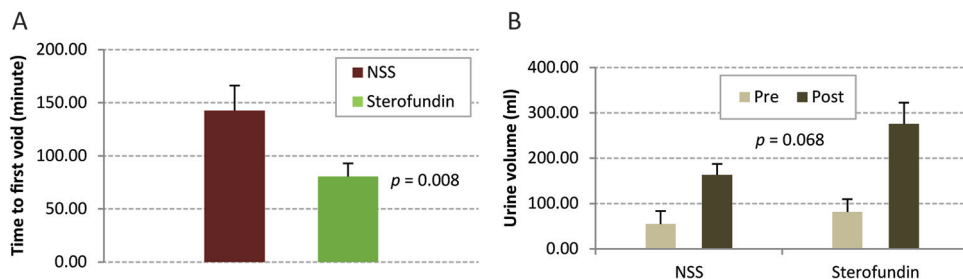 A
Time to first void (minute)
200.00
150.00
100.00
50.00
0.00
NSS
Sterofundin
p = 0.008
B
Urine volume (ml)
400.00
300.00
200.00
100.00
0.00
Pre Post
p = 0.068
NSS Sterofundin